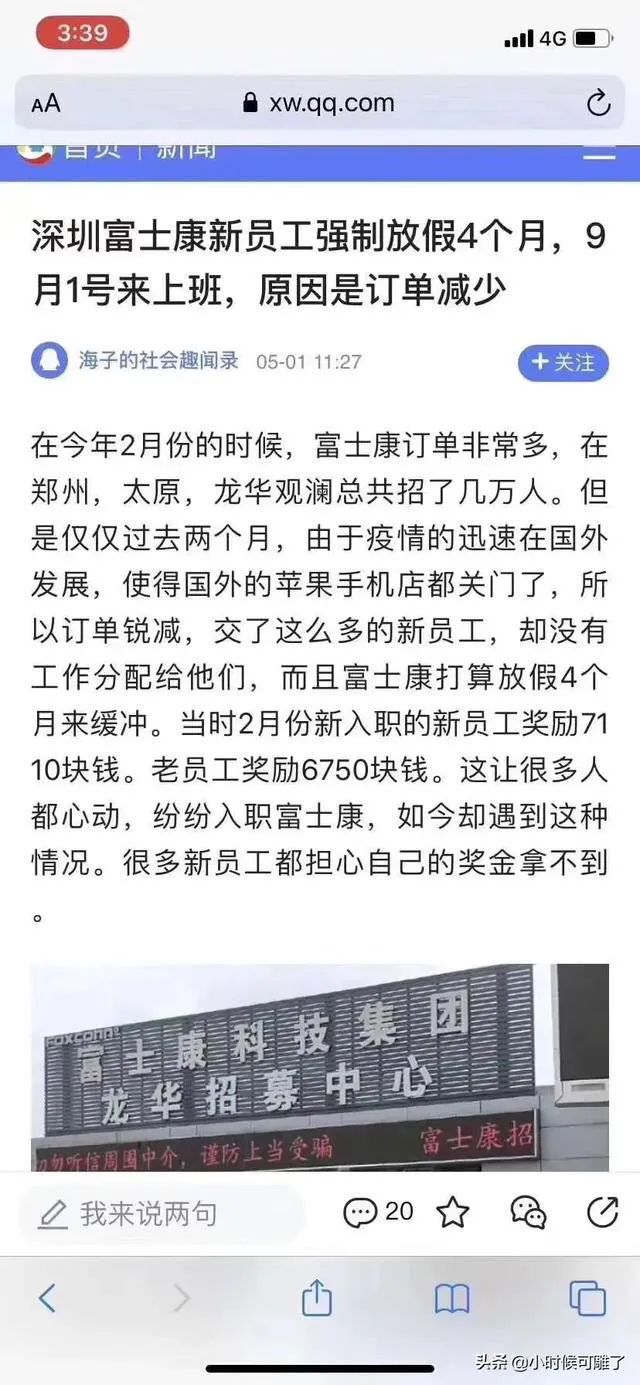 3:39
4G
AA
xw.qq.com
首页 | 新闻
深圳富士康新员工强制放假4个月，9
月1号来上班，原因是订单减少
海子的社会趣闻录 05-01 11:27
+ 关注
在今年2月份的时候，富士康订单非常多，在
郑州，太原，龙华观澜总共招了几万人。但
是仅仅过去两个月，由于疫情的迅速在国外
发展，使得国外的苹果手机店都关门了，所
以订单锐减，交了这么多的新员工，却没有
工作分配给他们，而且富士康打算放假4个
月来缓冲。当时2月份新入职的新员工奖励71
10块钱。老员工奖励6750块钱。这让很多人
都心动，纷纷入职富士康，如今却遇到这种
情况。很多新员工都担心自己的奖金拿不到
。
FOXCONN
富士康科技集团
龙华招募中心
勿听信周围中介，谨防上当受骗 富士康招
我来说两句
20
头条 @小时候可雕了